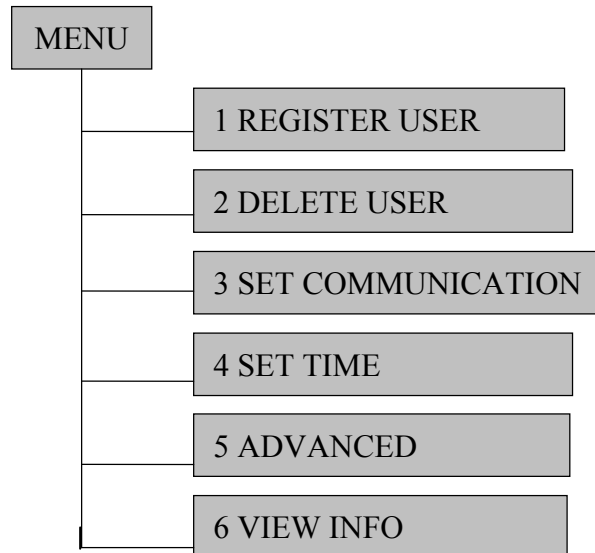 MENU
1 REGISTER USER
2 DELETE USER
3 SET COMMUNICATION
4 SET TIME
5 ADVANCED
6 VIEW INFO